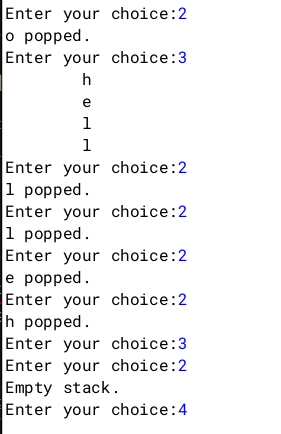 Enter your choice:2
o popped.
Enter your choice:3
h
e
l
l
Enter your choice:2
l popped.
Enter your choice:2
l popped.
Enter your choice:2
e popped.
Enter your choice:2
h popped.
Enter your choice:3
Enter your choice:2
Empty stack.
Enter your choice:4